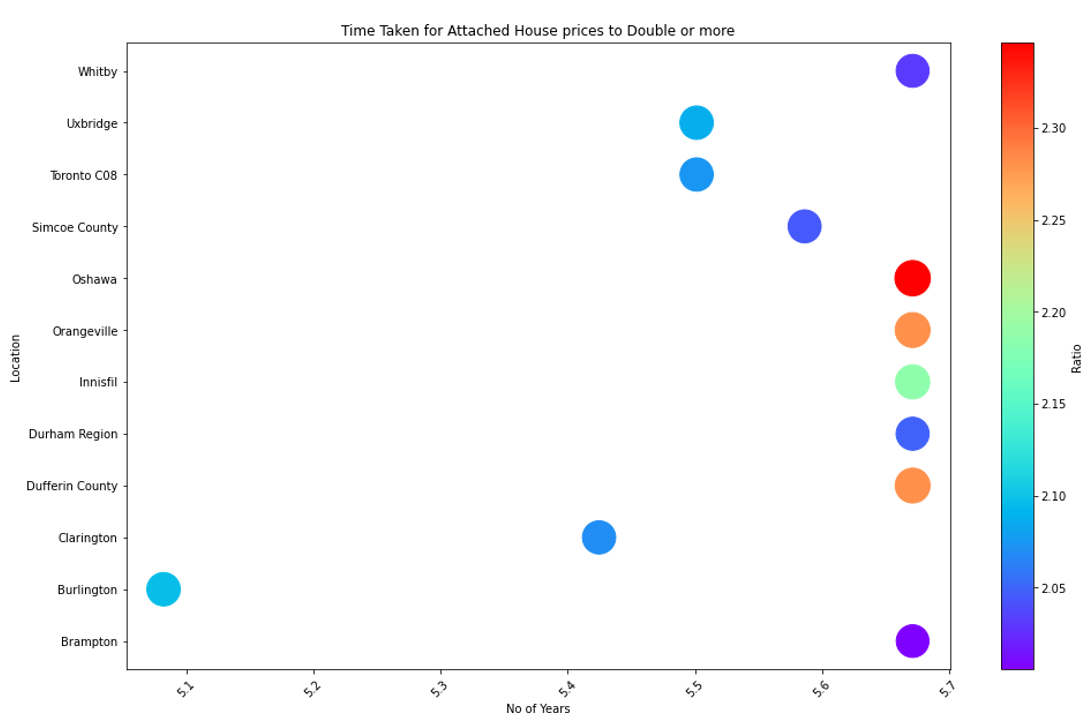 Time Taken for Attached House prices to Double or more
Location
Whitby
Uxbridge
Toronto C08
Simcoe County
Oshawa
Orangeville
Innisfil
Durham Region
Dufferin County
Clarington
Burlington
Brampton
5.1 5.2 5.3 5.4 5.5 5.6 5.7
No of Years
2.30
2.25
2.20
2.15
2.10
2.05
Ratio